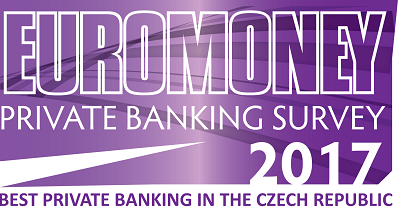 EUROMONEY
PRIVATE BANKING SURVEY
2017
BEST PRIVATE BANKING IN THE CZECH REPUBLIC